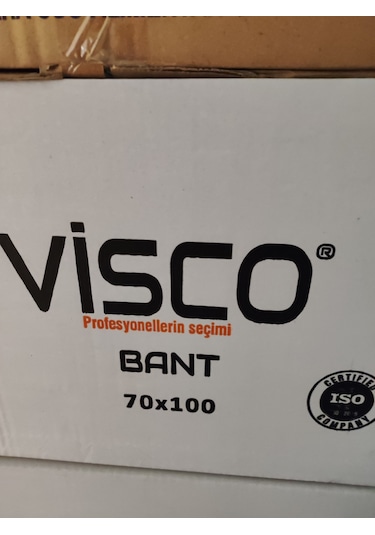 VİSCO®
Profesyonellerin seçimi
BANT
70x100
CERTIFIED
ISO
COMPANY